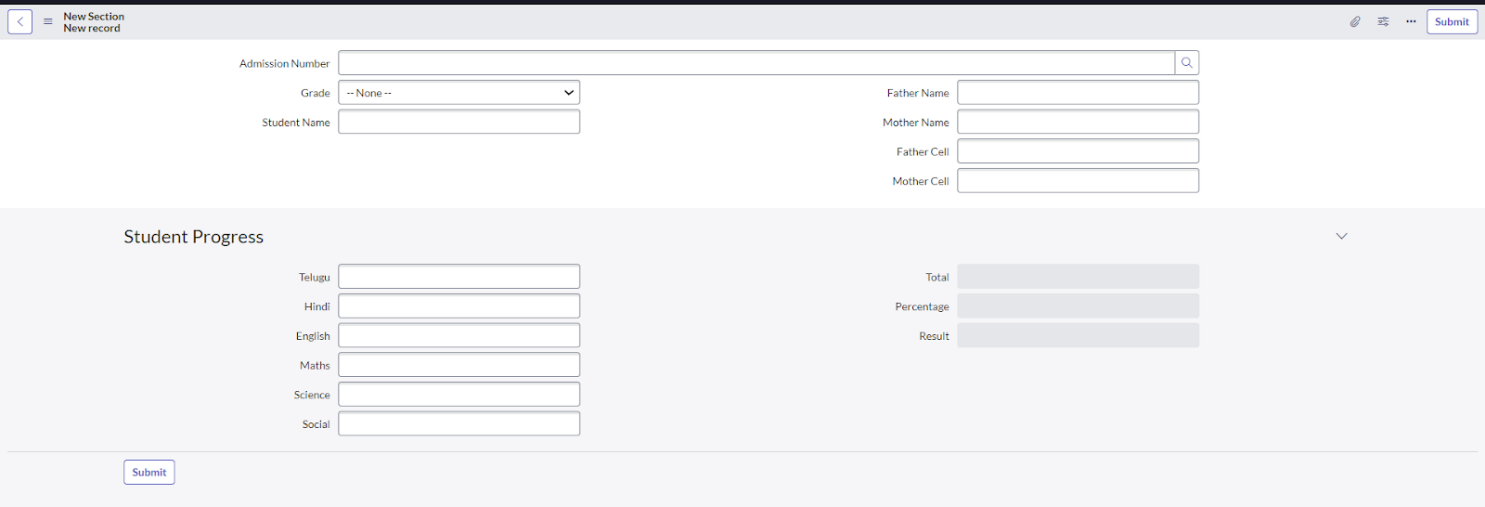 New Section
New record
Submit
Admission Number
Grade -- None --
Father Name
Student Name
Mother Name
Father Cell
Mother Cell
Student Progress
Telugu
Total
Hindi
Percentage
English
Result
Maths
Science
Social
Submit